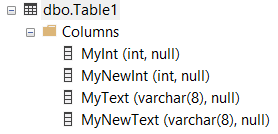 dbo.Table1
Columns
MyInt (int, null)
MyNewInt (int, null)
MyText (varchar(8), null)
MyNewText (varchar(8), null)